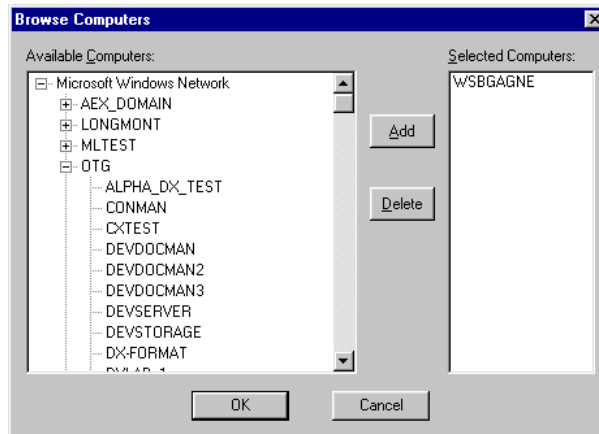 Browse Computers
Available Computers:
Microsoft Windows Network
AEX_DOMAIN
LONGMONT
MLTEST
OTG
ALPHA_DX_TEST
CONMAN
CXTEST
DEVDOCMAN
DEVDOCMAN2
DEVDOCMAN3
DEVSERVER
DEVSTORAGE
DX-FORMAT
Add
Delete
Selected Computers:
WSBGAGNE
OK
Cancel